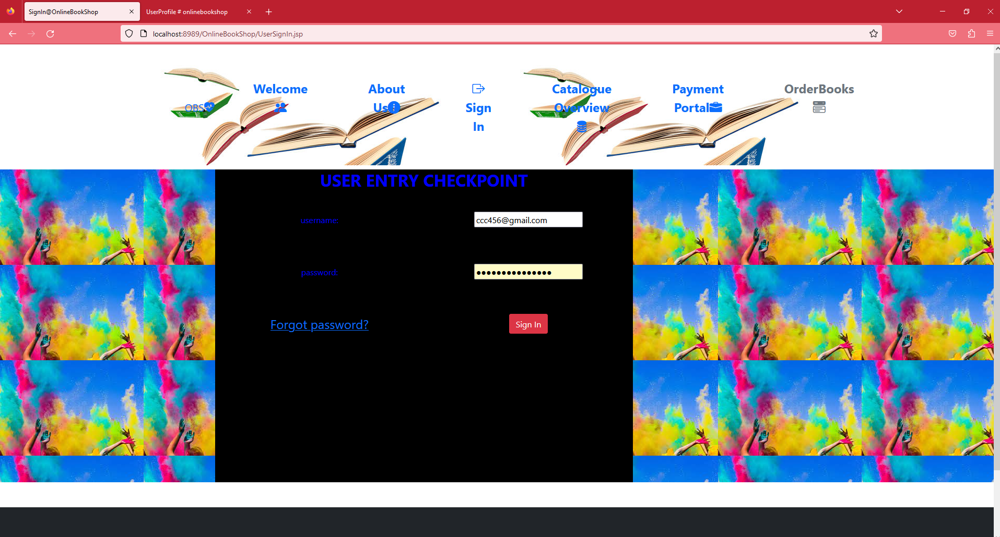 SignIn@OnlineBookShop
UserProfile # onlinebookshop
localhost:8989/OnlineBookShop/UserSignIn.jsp
OBS
Welcome
About
Us
Sign
In
Catalogue
Overview
Payment
Portal
OrderBooks
USER ENTRY CHECKPOINT
username:
ccc456@gmail.com
password:
•••••••••••••••
Forgot password?
Sign In